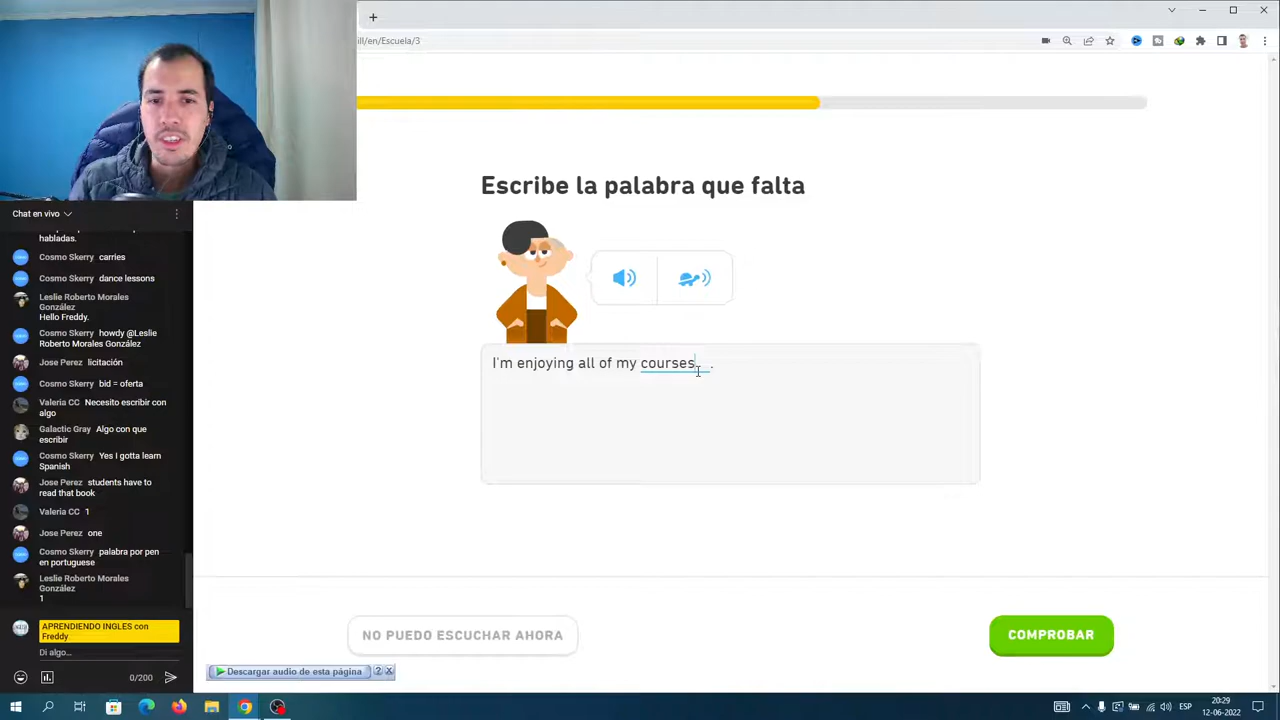 ill/en/Escuela/3
Escribe la palabra que falta
I'm enjoying all of my courses .
NO PUEDO ESCUCHAR AHORA
COMPROBAR
Descargar audio de esta página
?
Chat en vivo
habladas.
Cosmo Skerry carries
Cosmo Skerry dance lessons
Leslie Roberto Morales
González
Hello Freddy.
Cosmo Skerry howdy @Leslie
Roberto Morales González
Jose Perez licitación
Cosmo Skerry bid = oferta
Valeria CC Necesito escribir con
algo
Galactic Gray Algo con que
escribir
Cosmo Skerry Yes I gotta learn
Spanish
Jose Perez students have to
read that book
Valeria CC 1
Jose Perez one
Cosmo Skerry palabra por pen
en portuguese
Leslie Roberto Morales
González
1
APRENDIENDO INGLES con
Freddy
Di algo...
0/200
ESP
20:29
12-06-2022